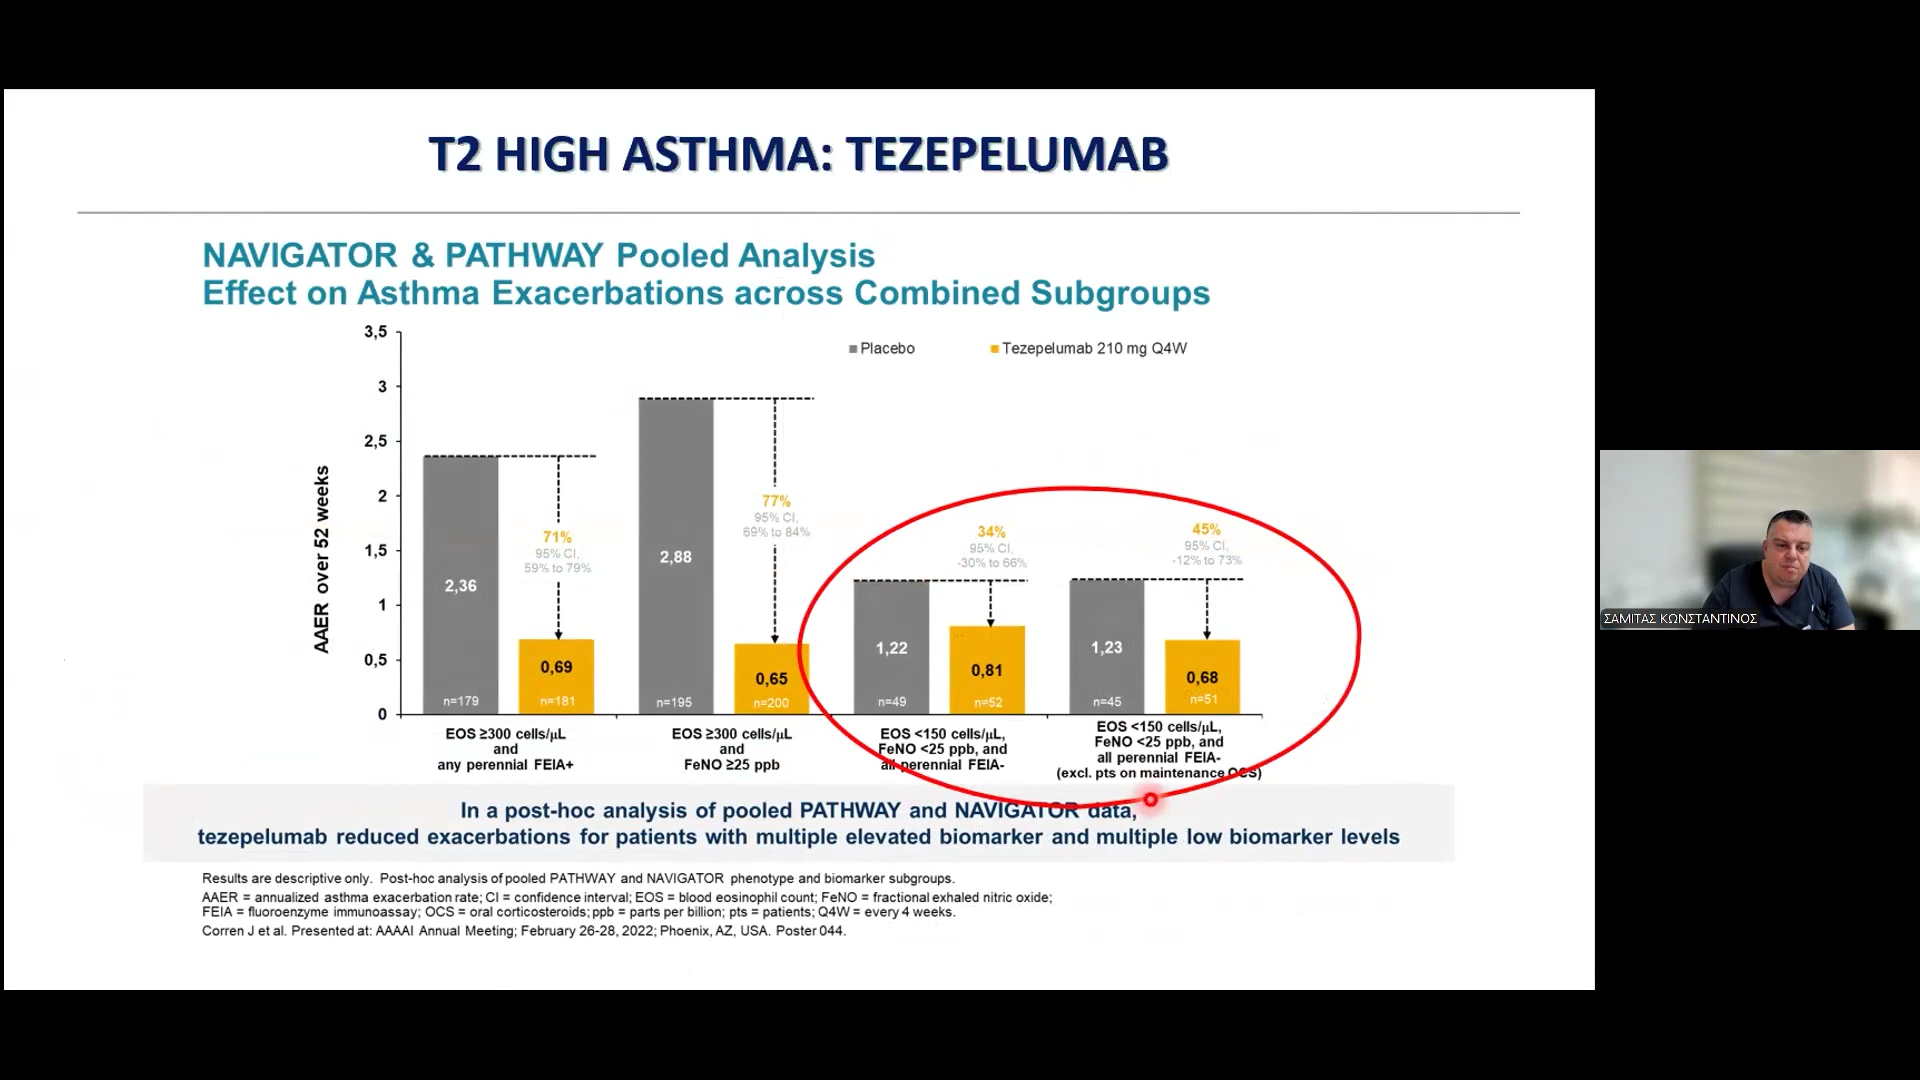 T2 HIGH ASTHMA: TEZEPELUMAB
NAVIGATOR & PATHWAY Pooled Analysis
Effect on Asthma Exacerbations across Combined Subgroups
AAER over 52 weeks
3,5
3
2,5
2
1,5
1
0,5
0
Placebo
Tezepelumab 210 mg Q4W
2,36
n=179
71%
95% CI,
59% to 79%
0,69
n=181
2,88
n=195
77%
95% CI,
69% to 84%
0,65
n=200
1,22
n=49
34%
95% CI,
-30% to 66%
0,81
n=52
1,23
n=45
45%
95% CI,
-12% to 73%
0,68
n=51
EOS ≥300 cells/μL
and
any perennial FEIA+
EOS ≥300 cells/μL
and
FeNO ≥25 ppb
EOS <150 cells/μL,
FeNO <25 ppb, and
all perennial FEIA-
EOS <150 cells/μL,
FeNO <25 ppb, and
all perennial FEIA-
(excl. pts on maintenance OCS)
In a post-hoc analysis of pooled PATHWAY and NAVIGATOR data,
tezepelumab reduced exacerbations for patients with multiple elevated biomarker and multiple low biomarker levels
Results are descriptive only. Post-hoc analysis of pooled PATHWAY and NAVIGATOR phenotype and biomarker subgroups.
AAER = annualized asthma exacerbation rate; CI = confidence interval; EOS = blood eosinophil count; FeNO = fractional exhaled nitric oxide;
FEIA = fluoroenzyme immunoassay; OCS = oral corticosteroids; ppb = parts per billion; pts = patients; Q4W = every 4 weeks.
Corren J et al. Presented at: AAAAI Annual Meeting; February 26-28, 2022; Phoenix, AZ, USA. Poster 044.
ΣΑΜΙΤΑΣ ΚΩΝΣΤΑΝΤΙΝΟΣ